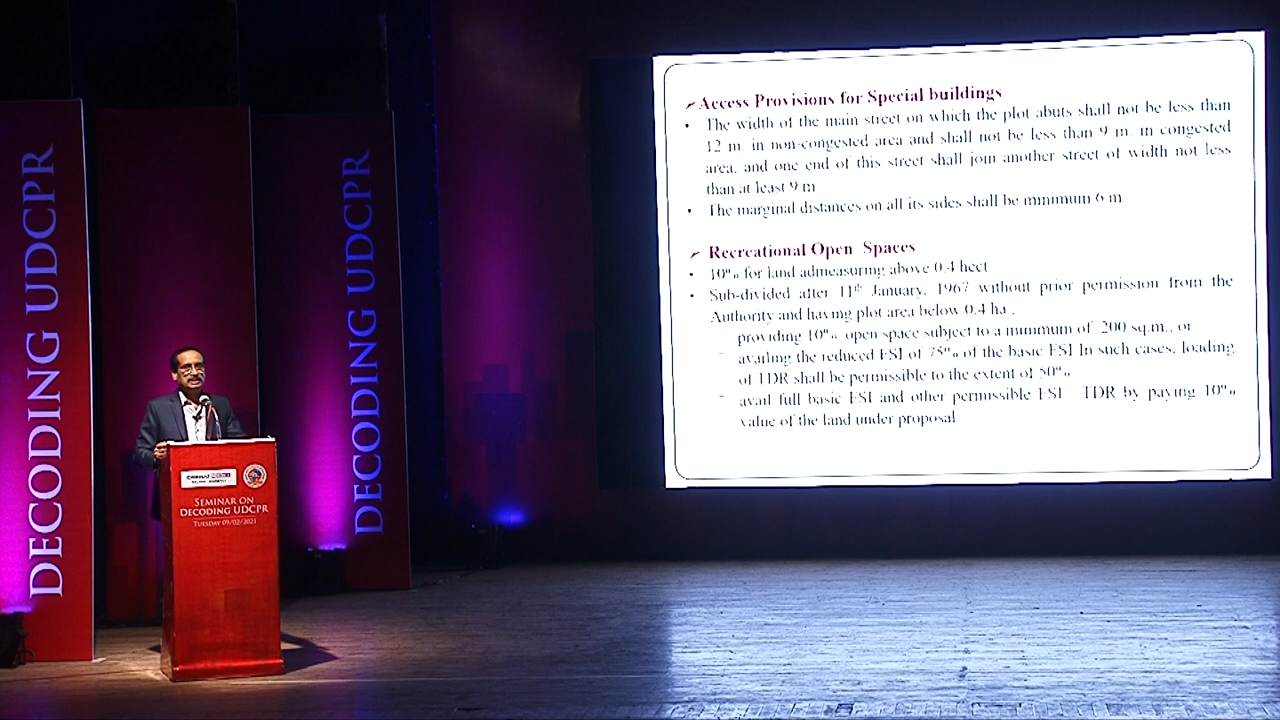 DECODING UDCPR
DECODING UDCPR
SEMINAR ON
DECODING UDCPR
TUESDAY 09/02/2021
➢Access Provisions for Special buildings
• The width of the main street on which the plot abuts shall not be less than
12 m. in non-congested area and shall not be less than 9 m. in congested
area, and one end of this street shall join another street of width not less
than at least 9 m
• The marginal distances on all its sides shall be minimum 6 m
➢ Recreational Open Spaces
• 10% for land admeasuring above 0.4 hect
• Sub-divided after 11th January, 1967 without prior permission from the
Authority and having plot area below 0.4 ha .
providing 10% open space subject to a minimum of 200 sq.m., or
- availing the reduced FSI of 75% of the basic FSI In such cases, loading
of TDR shall be permissible to the extent of 50%
- avail full basic FSI and other permissible FSI TDR by paying 10%
value of the land under proposal